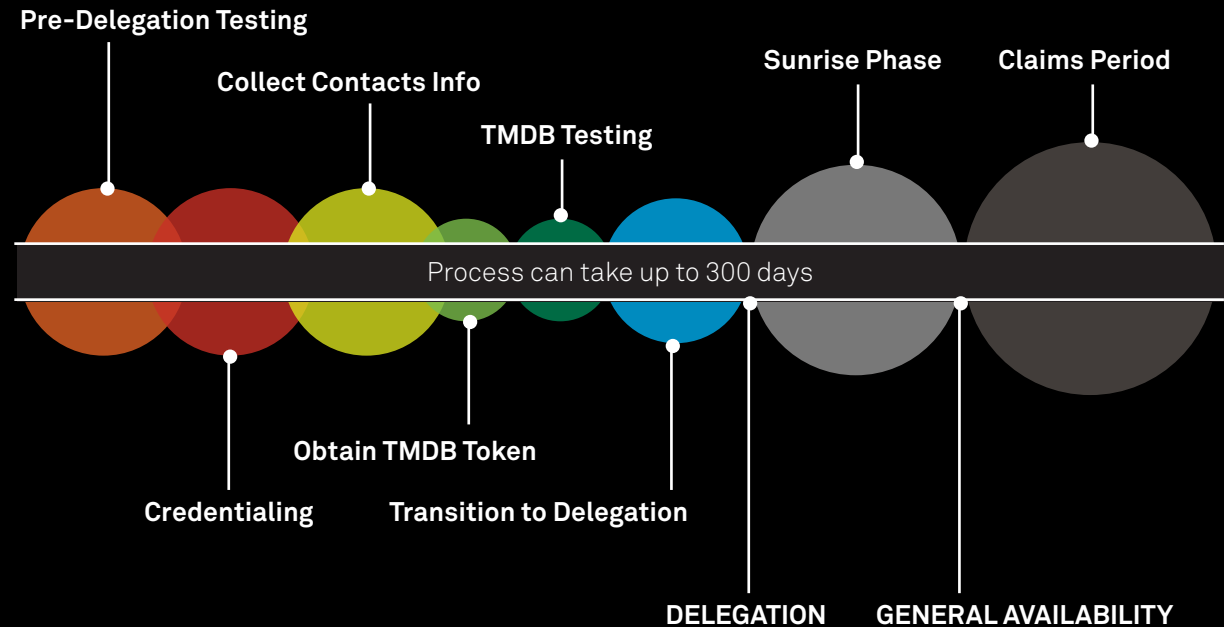 Pre-Delegation Testing
Collect Contacts Info
TMDB Testing
Sunrise Phase
Claims Period
Process can take up to 300 days
Obtain TMDB Token
Credentialing
Transition to Delegation
DELEGATION
GENERAL AVAILABILITY